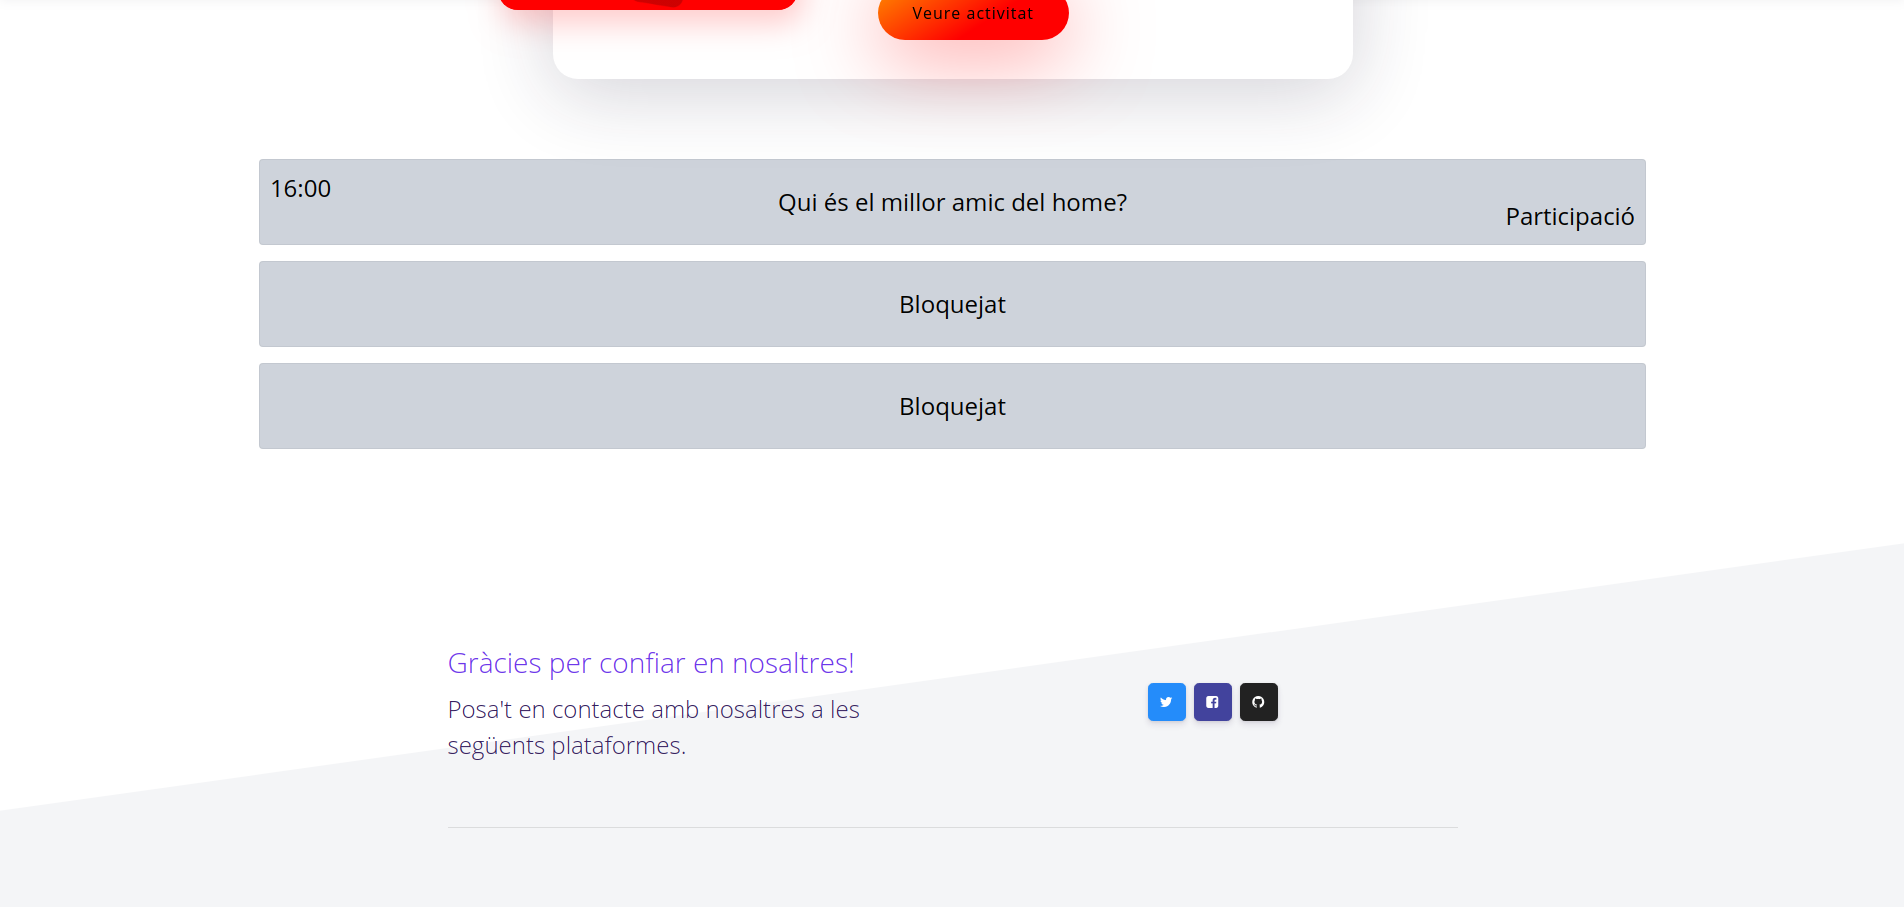 Veure activitat
16:00
Qui és el millor amic del home?
Participació
Bloquejat
Bloquejat
Gràcies per confiar en nosaltres!
Posa't en contacte amb nosaltres a les
següents plataformes.